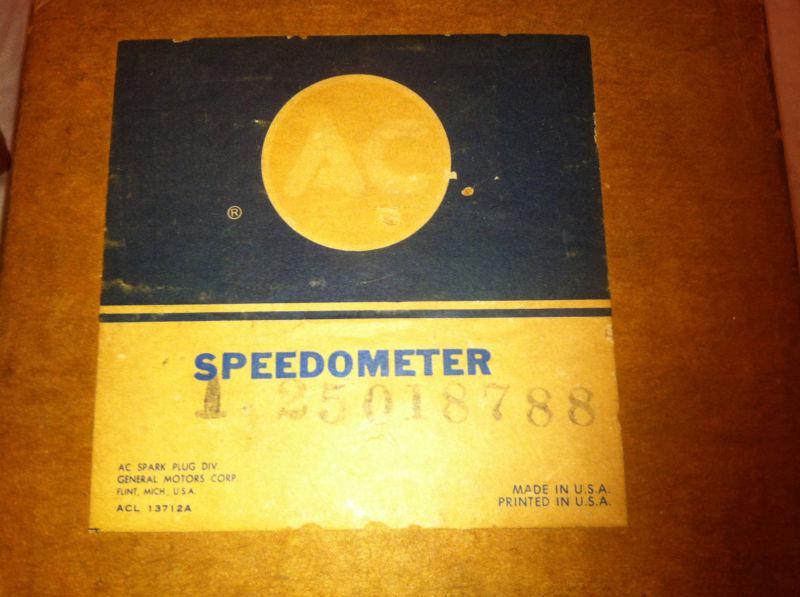 AC
®
SPEEDOMETER
1 25018788
AC SPARK PLUG DIV.
GENERAL MOTORS CORP.
FLINT, MICH., U.S.A.
ACL 13712A
MADE IN U.S.A.
PRINTED IN U.S.A.